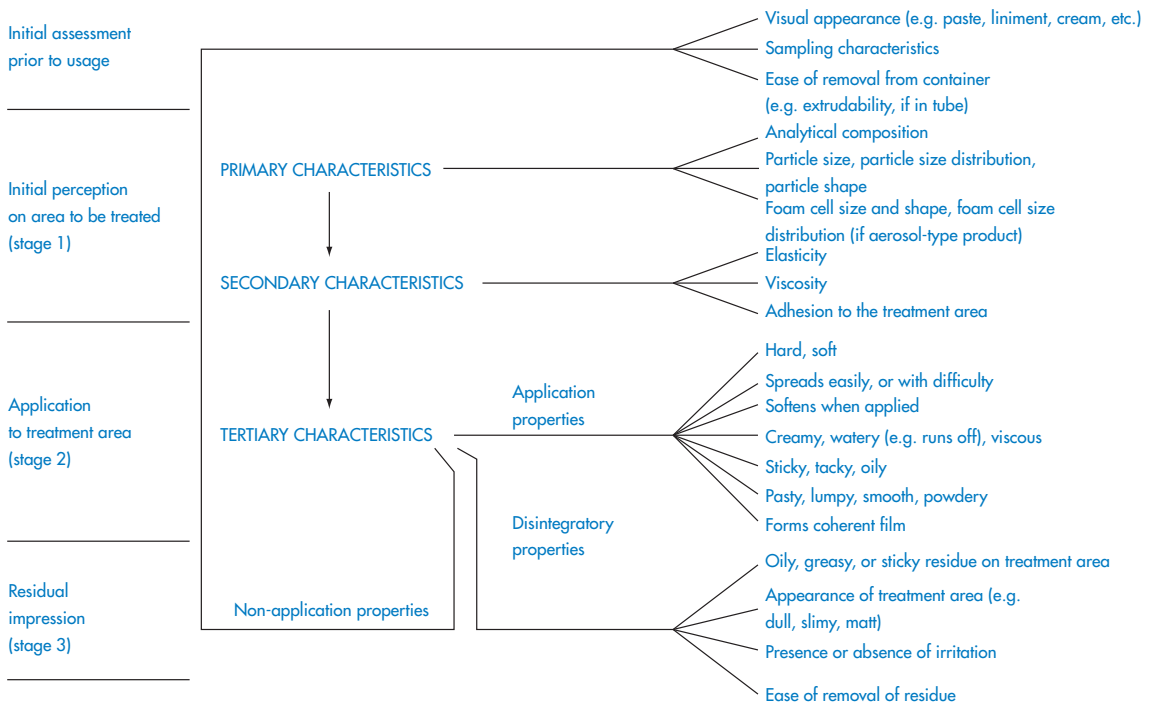 Initial assessment
prior to usage
Initial perception
on area to be treated
(stage 1)
Application
to treatment area
(stage 2)
Residual
impression
(stage 3)
PRIMARY CHARACTERISTICS
SECONDARY CHARACTERISTICS
TERTIARY CHARACTERISTICS
Non-application properties
Application
properties
Disintegratory
properties
Visual appearance (e.g. paste, liniment, cream, etc.)
Sampling characteristics
Ease of removal from container
(e.g. extrudability, if in tube)
Analytical composition
Particle size, particle size distribution,
particle shape
Foam cell size and shape, foam cell size
distribution (if aerosol-type product)
Elasticity
Viscosity
Adhesion to the treatment area
Hard, soft
Spreads easily, or with difficulty
Softens when applied
Creamy, watery (e.g. runs off), viscous
Sticky, tacky, oily
Pasty, lumpy, smooth, powdery
Forms coherent film
Oily, greasy, or sticky residue on treatment area
Appearance of treatment area (e.g.
dull, slimy, matt)
Presence or absence of irritation
Ease of removal of residue